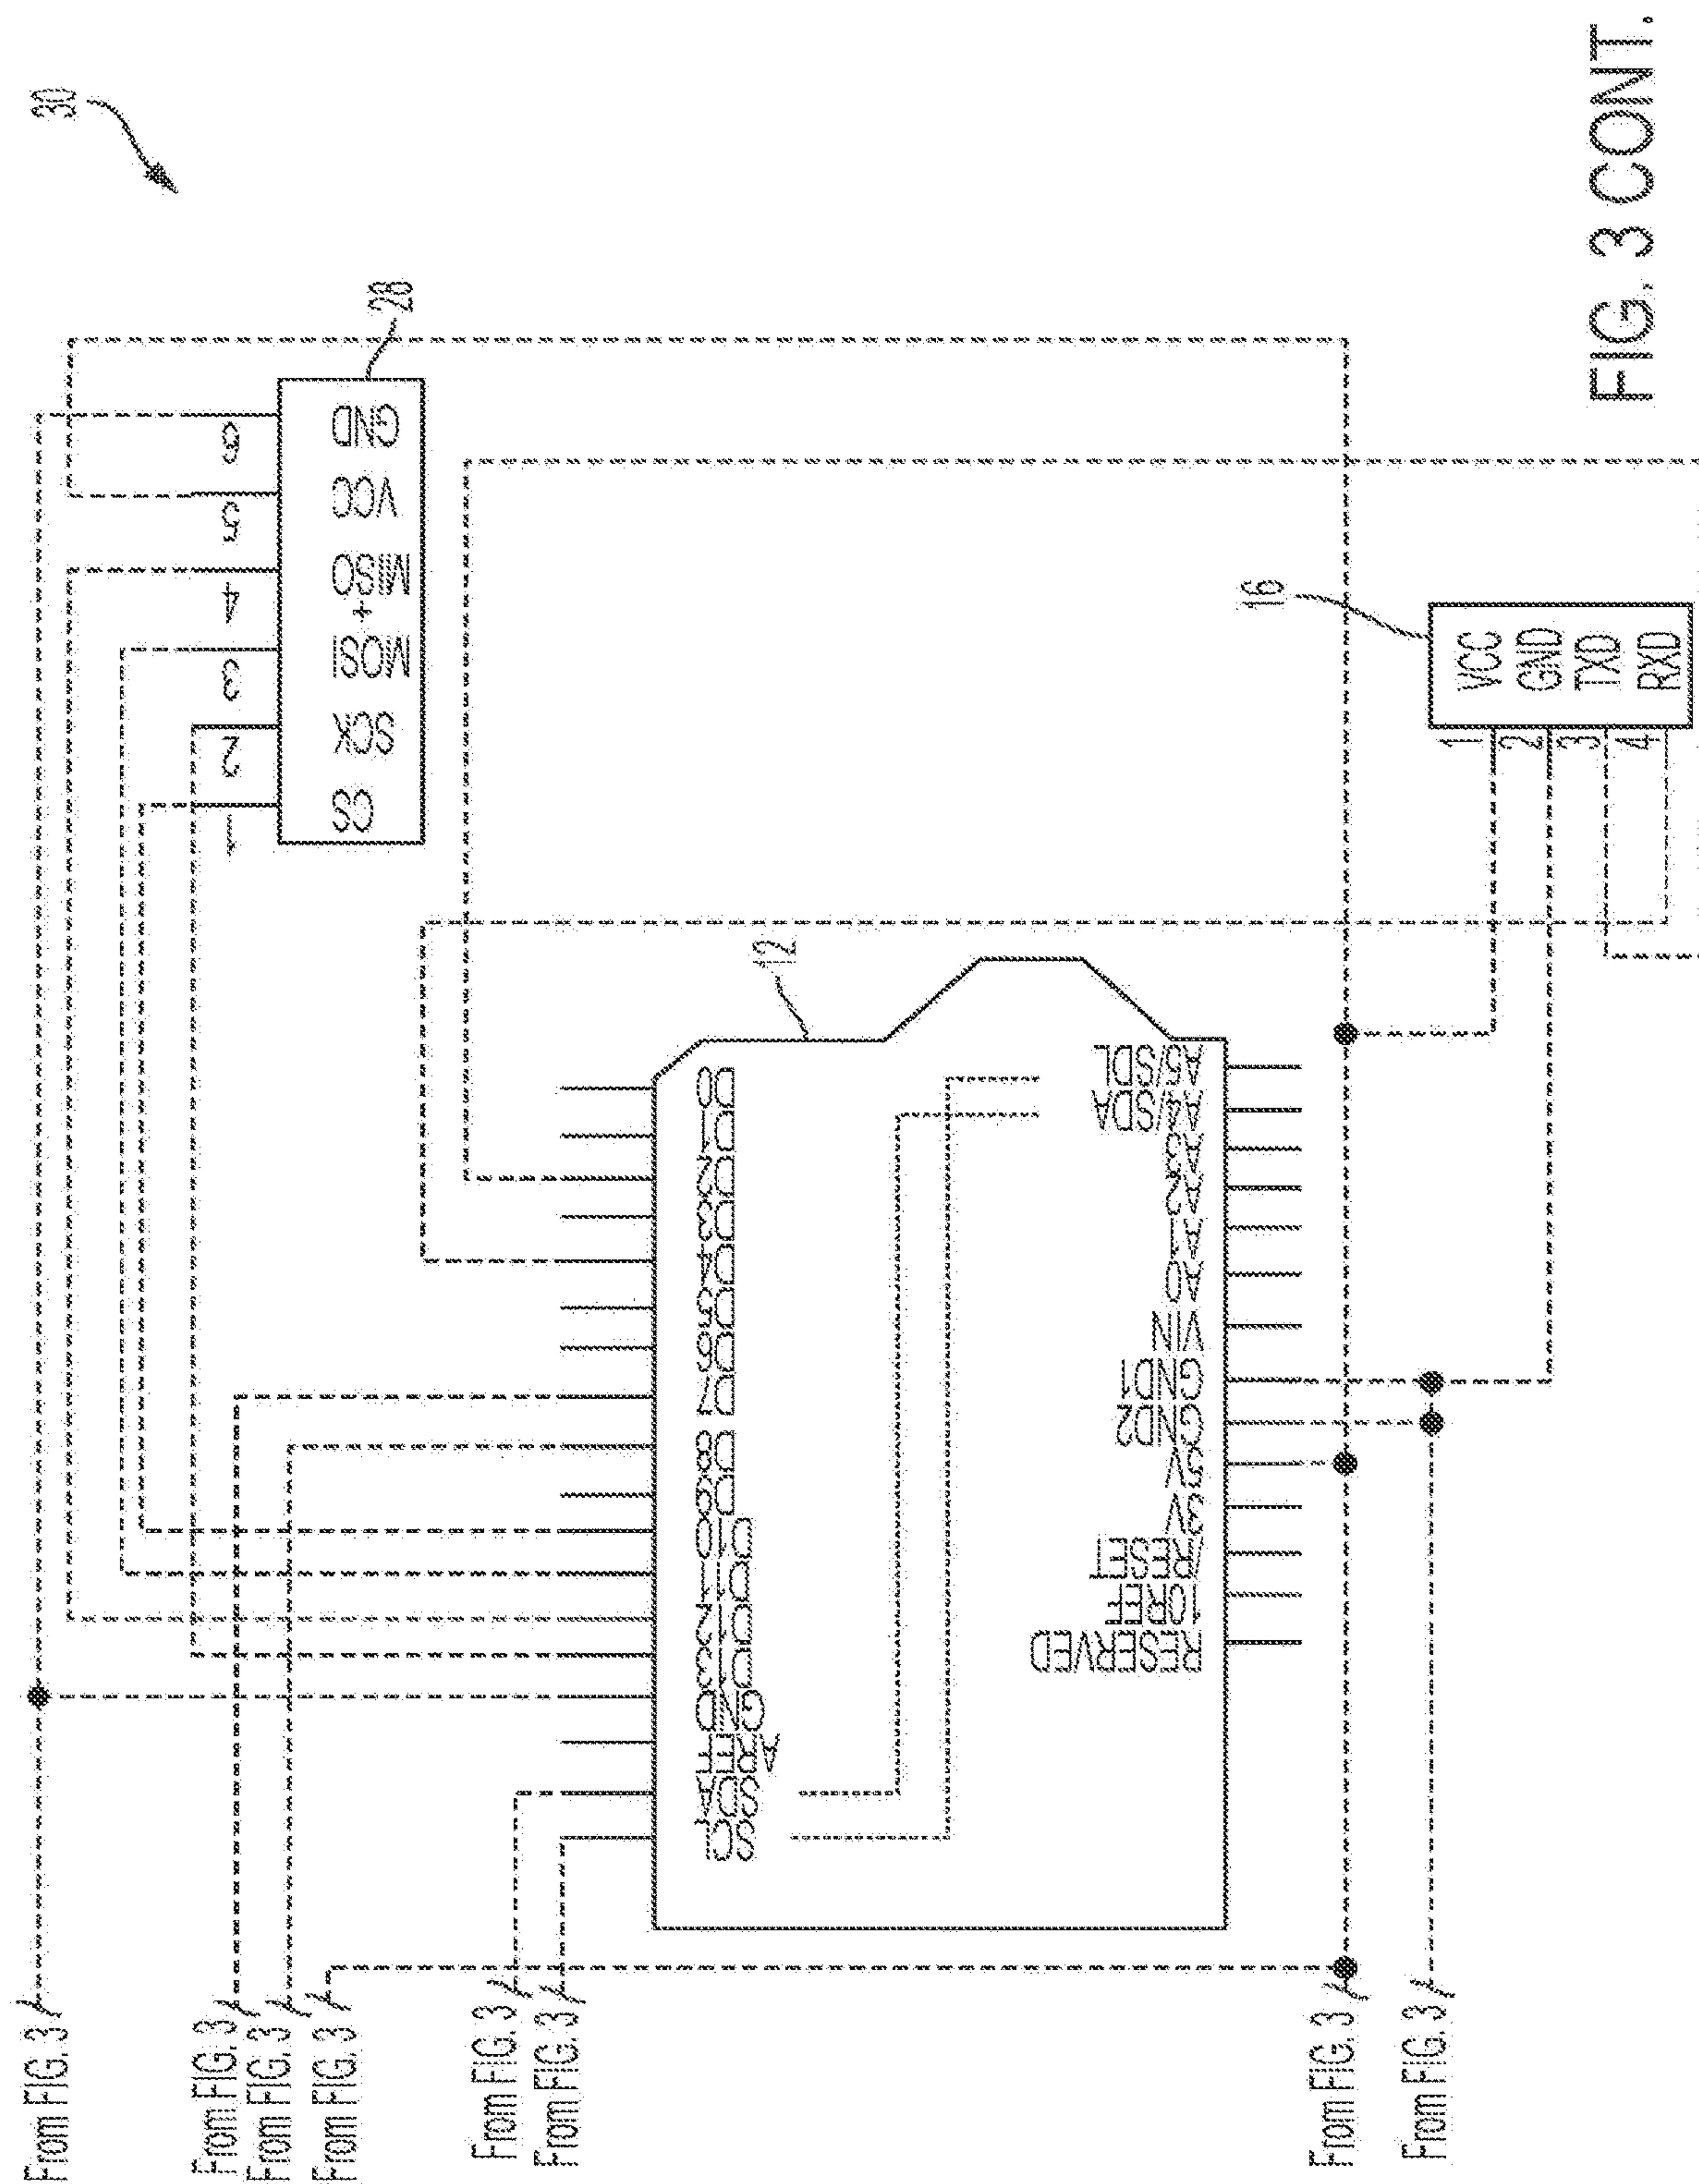 30
28
1
2
3
4
5
6
CS
SCK
MOSI
+
MISO
VCC
GND
12
D0
D1
D2
D3
D4
D5
D6
D7
D8
D9
D10
D11
D12
D13
GND
AREF
SDA
SCL
A5/SDL
A4/SDA
A3
A2
A1
A0
VIN
GND1
GND2
5V
3V
/RESET
10REF
RESERVED
16
1
2
3
4
VCC
GND
TXD
RXD
From FIG. 3
From FIG. 3
From FIG. 3
From FIG. 3
From FIG. 3
From FIG. 3
From FIG. 3
From FIG. 3
FIG. 3 CONT.